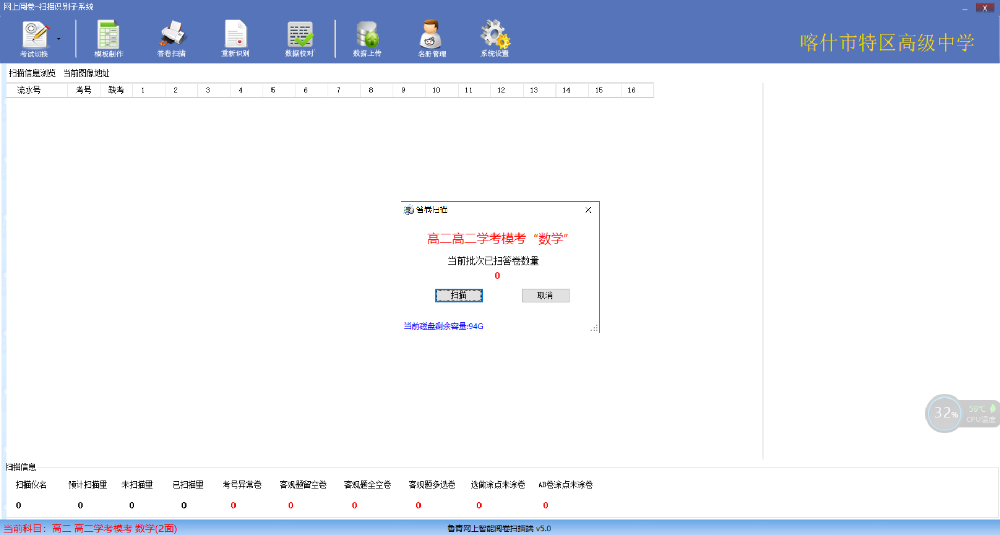 网上阅卷-扫描识别子系统
X
考试切换
模板制作
答卷扫描
重新识别
数据校对
数据上传
名册管理
系统设置
喀什市特区高级中学
扫描信息浏览 当前图像地址
流水号 考号 缺考 1 2 3 4 5 6 7 8 9 10 11 12 13 14 15 16
答卷扫描
高二高二学考模考“数学”
当前批次已扫答卷数量
0
扫描 取消
当前磁盘剩余容量:94G
32% 59℃
CPU温度
扫描信息
扫描仪名 预计扫描量 未扫描量 已扫描量 考号异常卷 客观题留空卷 客观题全空卷 客观题多选卷 选做涂点未涂卷 AB卷涂点未涂卷
0 0 0 0 0 0 0 0 0 0
当前科目：高二 高二学考模考 数学(2面)
鲁青网上智能阅卷扫描端 v5.0